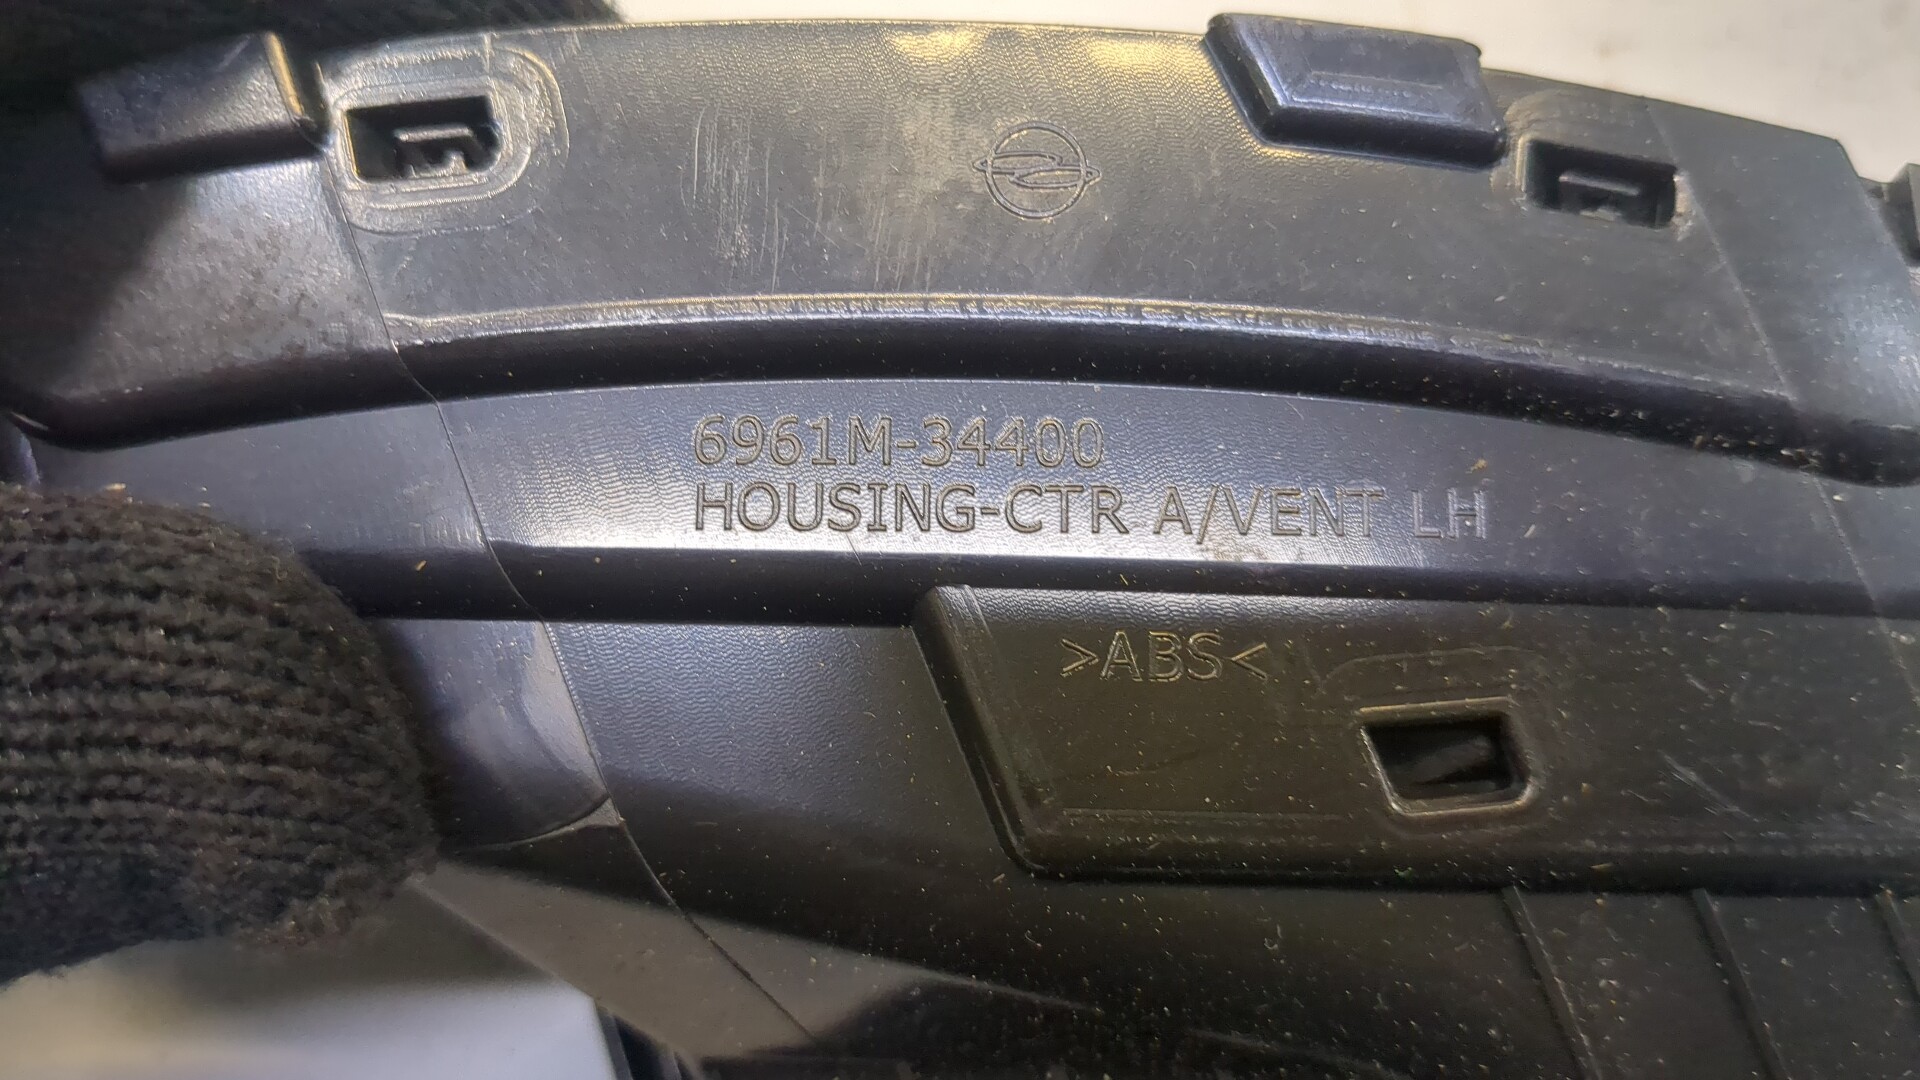 6961M-34400
HOUSING-CTR A/VENT LH
>ABS<